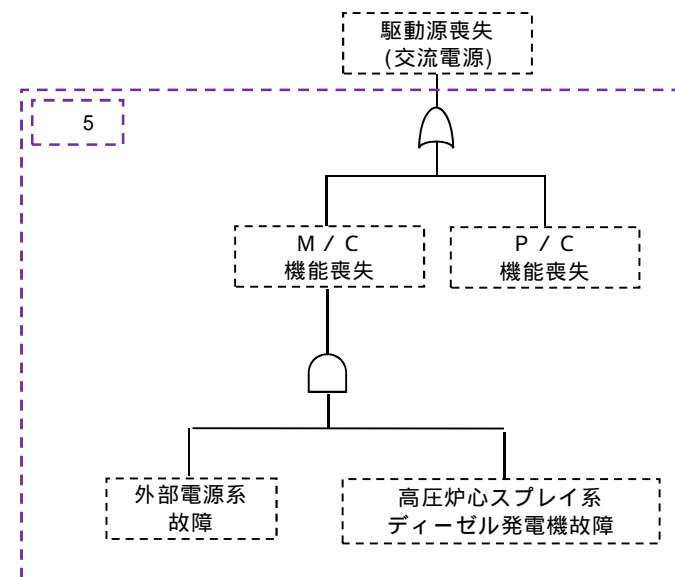 駆動源喪失
(交流電源)
5
M / C
機能喪失
P / C
機能喪失
外部電源系
故障
高圧炉心スプレイ系
ディーゼル発電機故障